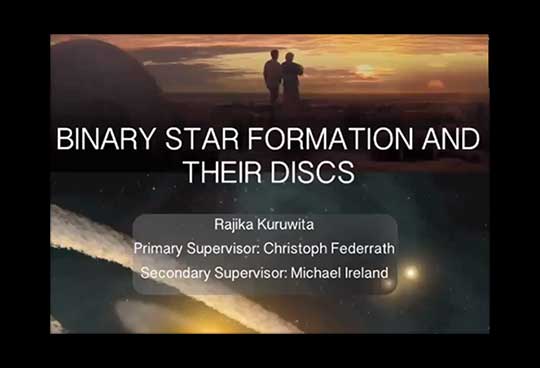 BINARY STAR FORMATION AND
THEIR DISCS
Rajika Kuruwita
Primary Supervisor: Christoph Federrath
Secondary Supervisor: Michael Ireland